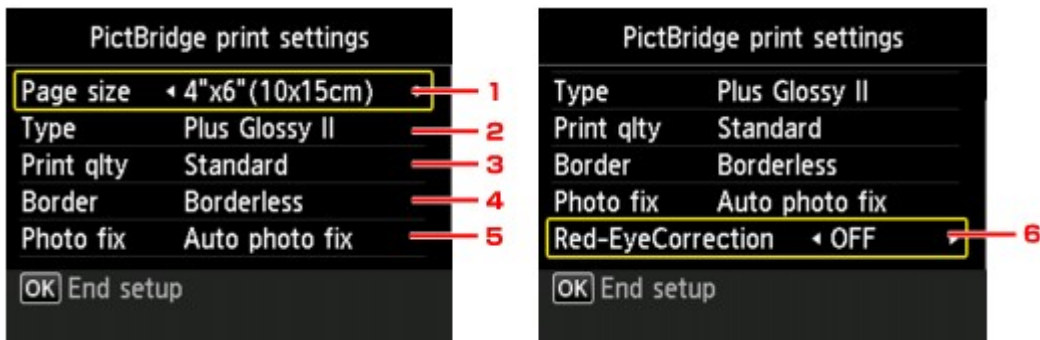 PictBridge print settings
Page size ◂ 4"x6"(10x15cm) ▸ 1
Type Plus Glossy II 2
Print qlty Standard 3
Border Borderless 4
Photo fix Auto photo fix 5
OK End setup
PictBridge print settings
Type Plus Glossy II
Print qlty Standard
Border Borderless
Photo fix Auto photo fix
Red-EyeCorrection ◂ OFF ▸ 6
OK End setup